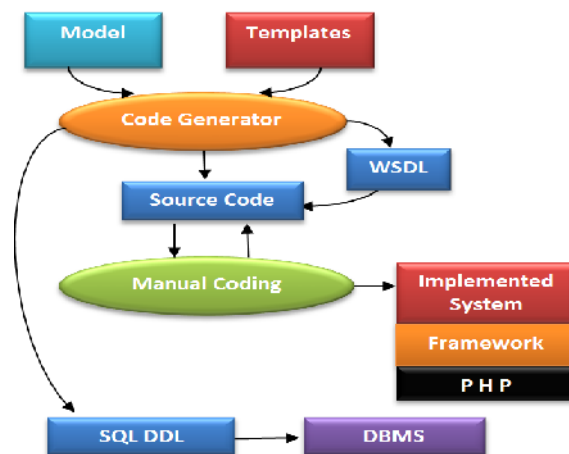 Model
Templates
Code Generator
WSDL
Source Code
Manual Coding
Implemented
System
Framework
P H P
SQL DDL
DBMS